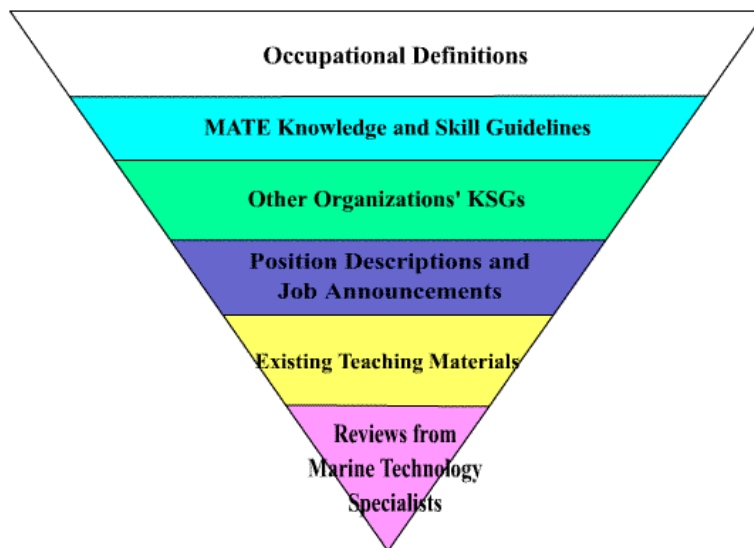 Occupational Definitions
MATE Knowledge and Skill Guidelines
Other Organizations' KSGs
Position Descriptions and
Job Announcements
Existing Teaching Materials
Reviews from
Marine Technology
Specialists